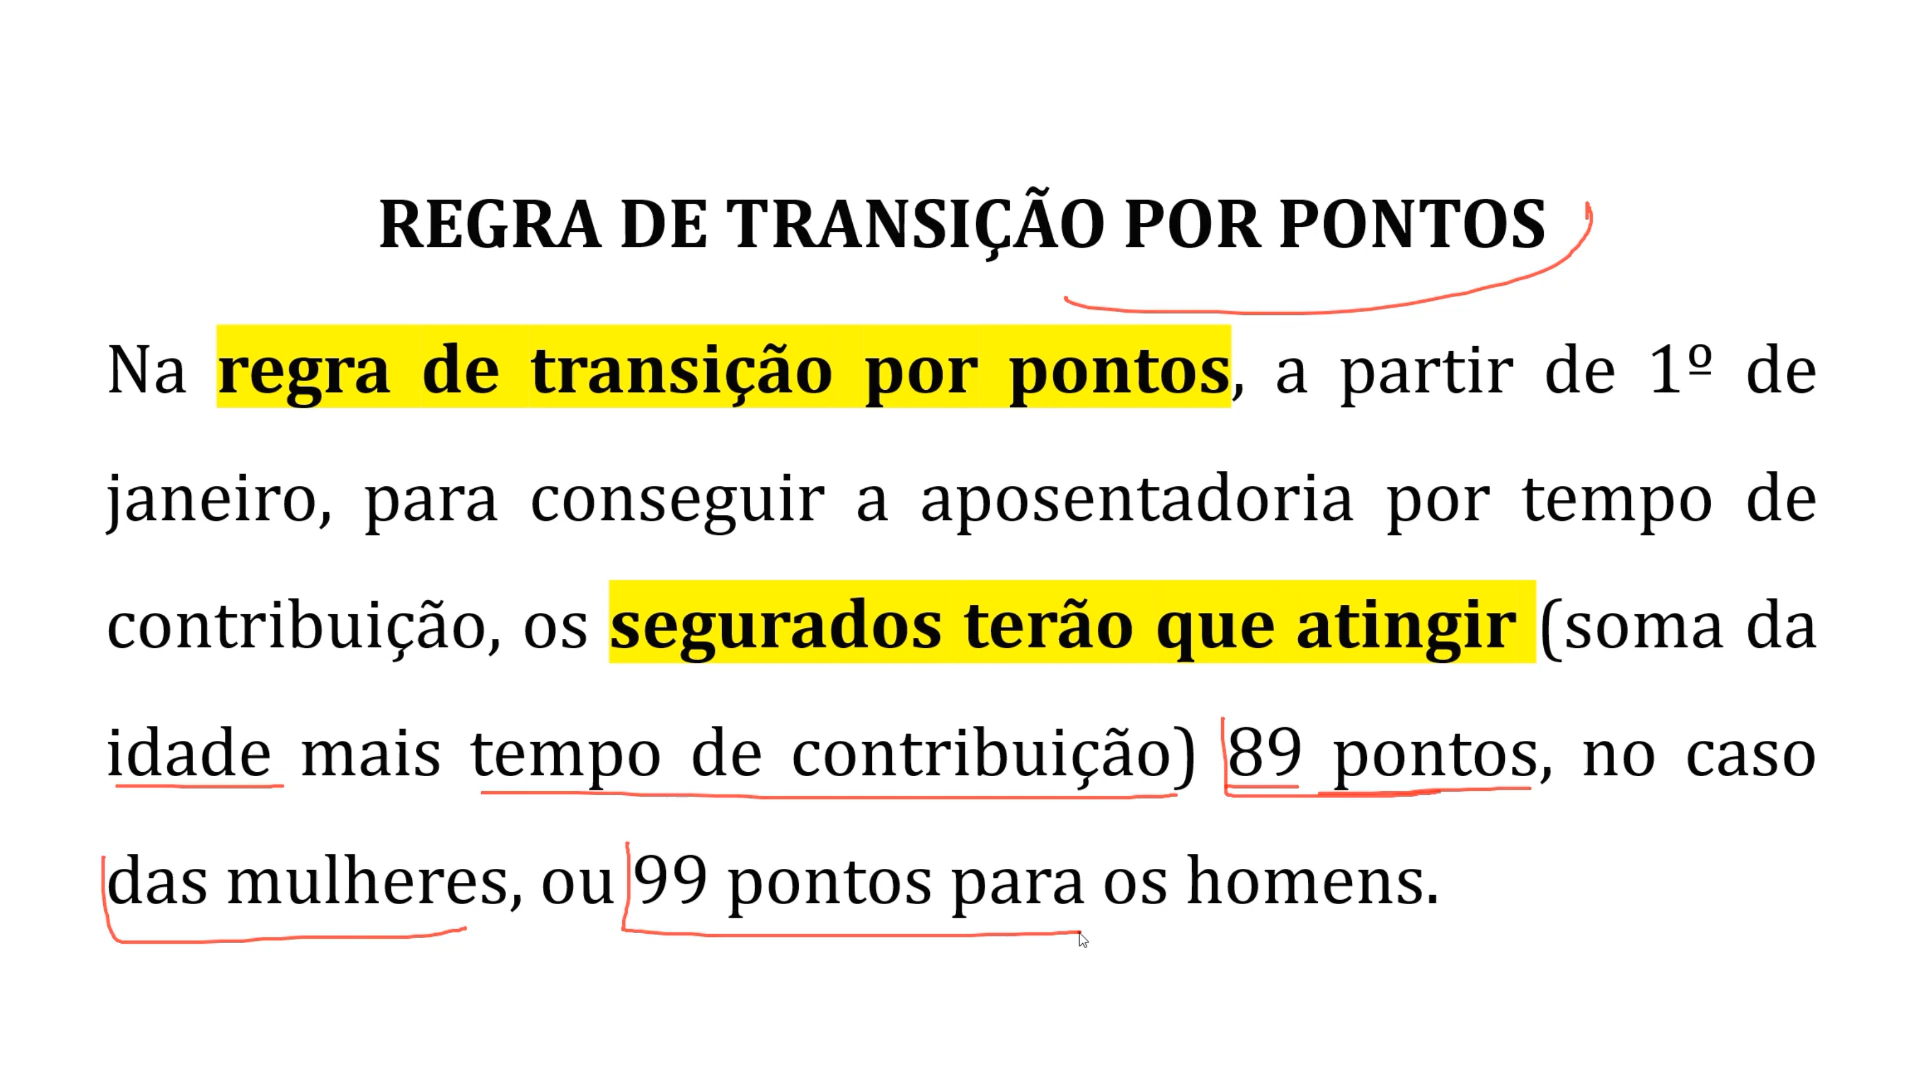 REGRA DE TRANSIÇÃO POR PONTOS
Na regra de transição por pontos, a partir de 1º de
janeiro, para conseguir a aposentadoria por tempo de
contribuição, os segurados terão que atingir (soma da
idade mais tempo de contribuição) 89 pontos, no caso
das mulheres, ou 99 pontos para os homens.